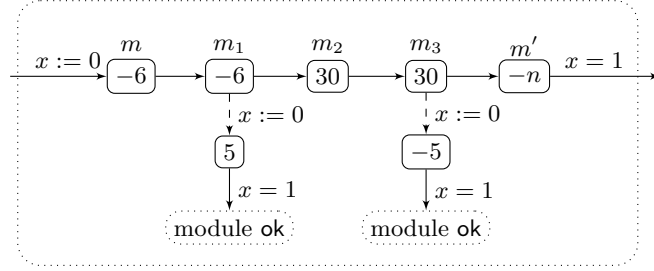 m m₁ m₂ m₃ m′
x := 0 −6 −6 30 30 −n x = 1
x := 0 x := 0
5 −5
x = 1 x = 1
module ok module ok